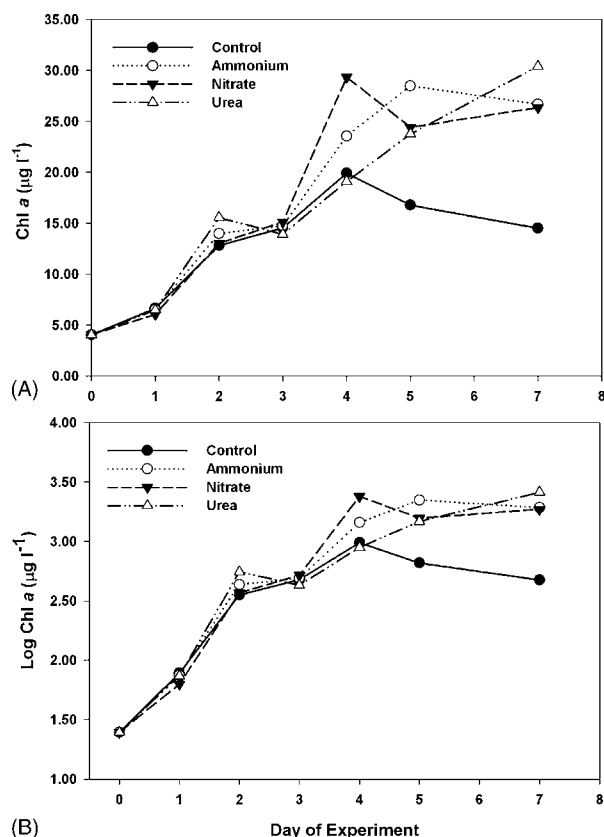 35.00
30.00
25.00
20.00
15.00
10.00
5.00
0.00
Chl a (µg l⁻¹)
Control
Ammonium
Nitrate
Urea
0 1 2 3 4 5 6 7 8
(A)
4.00
3.50
3.00
2.50
2.00
1.50
1.00
Log Chl a (µg l⁻¹)
Control
Ammonium
Nitrate
Urea
0 1 2 3 4 5 6 7 8
(B)
Day of Experiment